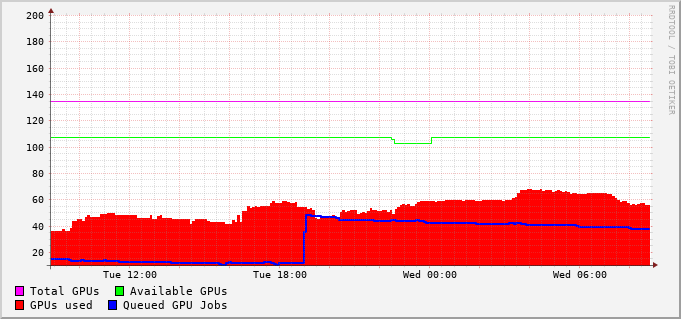 200
180
160
140
120
100
80
60
40
20
Tue 12:00 Tue 18:00 Wed 00:00 Wed 06:00
Total GPUs Available GPUs
GPUs used Queued GPU Jobs
RRDTOOL / TOBI OETIKER